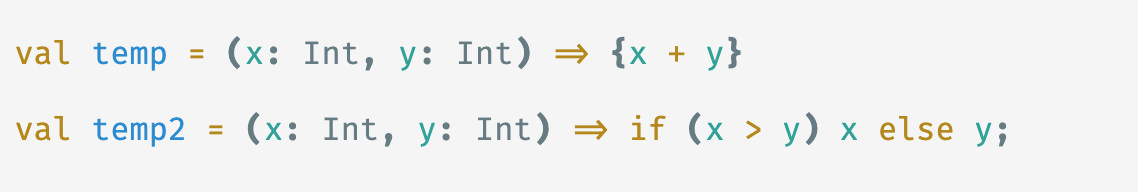 val temp = (x: Int, y: Int) => {x + y}
val temp2 = (x: Int, y: Int) => if (x > y) x else y;